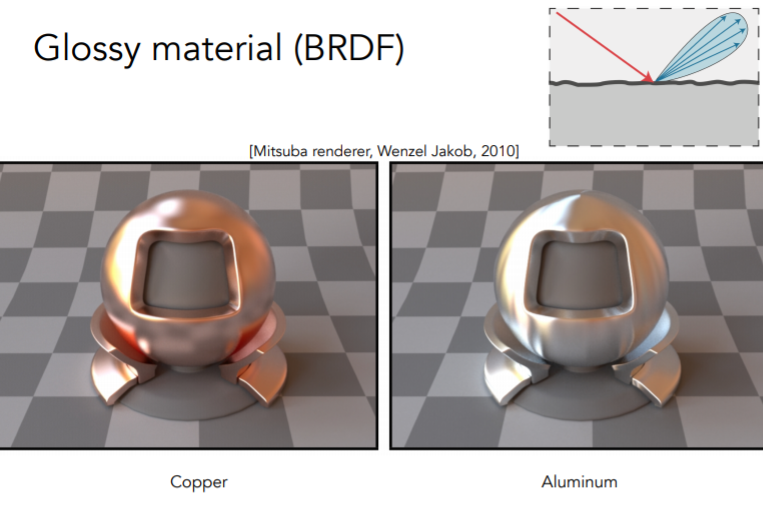 Glossy material (BRDF)
[Mitsuba renderer, Wenzel Jakob, 2010]
Copper
Aluminum